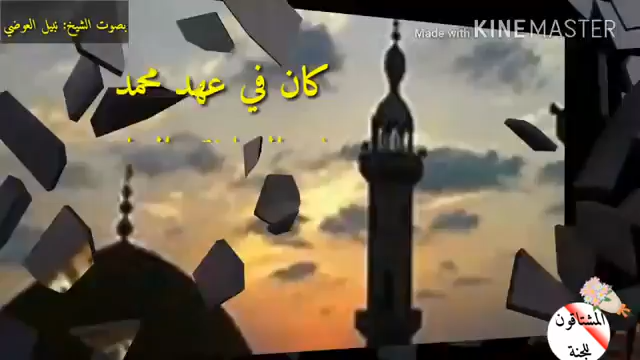 بصوت الشيخ: نبيل العوضي
Made with KINEMASTER
كان في عهد محمد
المشتاقون
للجنة